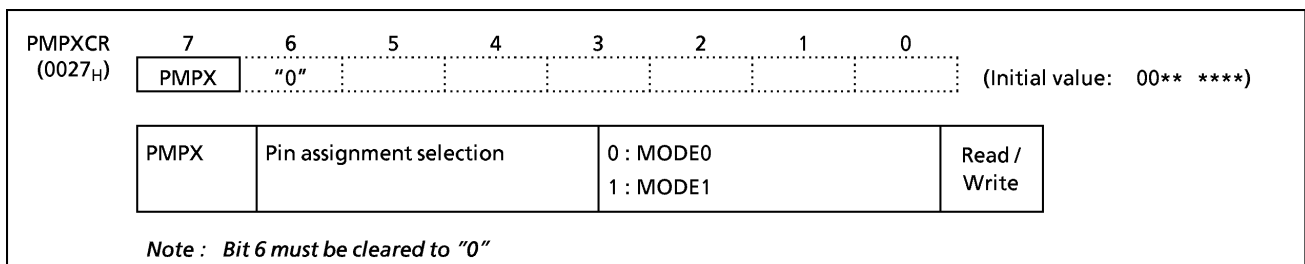 PMPXCR 7 6 5 4 3 2 1 0
(0027H) PMPX "0" (Initial value: 00** ****)
PMPX Pin assignment selection 0 : MODE0 Read /
1 : MODE1 Write
Note : Bit 6 must be cleared to "0"